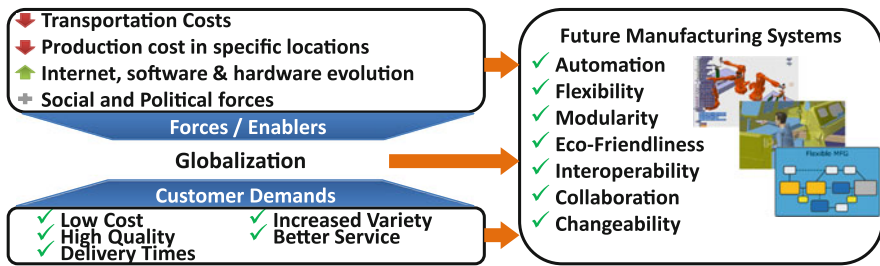 Transportation Costs
Production cost in specific locations
Internet, software & hardware evolution
Social and Political forces
Forces / Enablers
Globalization
Customer Demands
Low Cost
High Quality
Delivery Times
Increased Variety
Better Service
Future Manufacturing Systems
Automation
Flexibility
Modularity
Eco-Friendliness
Interoperability
Collaboration
Changeability
Flexible MFG